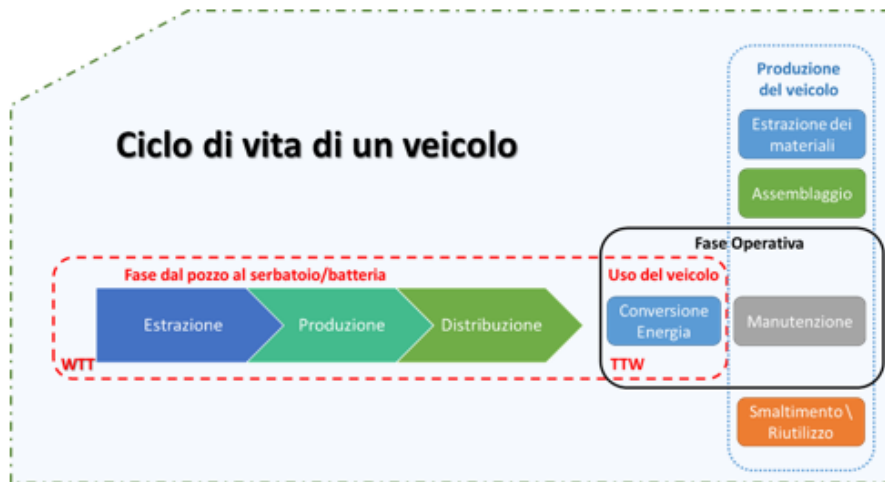 Produzione
del veicolo
Estrazione dei
materiali
Ciclo di vita di un veicolo
Assemblaggio
Fase Operativa
Fase dal pozzo al serbatoio/batteria
Uso del veicolo
Estrazione
Produzione
Distribuzione
Conversione
Energia
Manutenzione
WTT
TTW
Smaltimento \
Riutilizzo